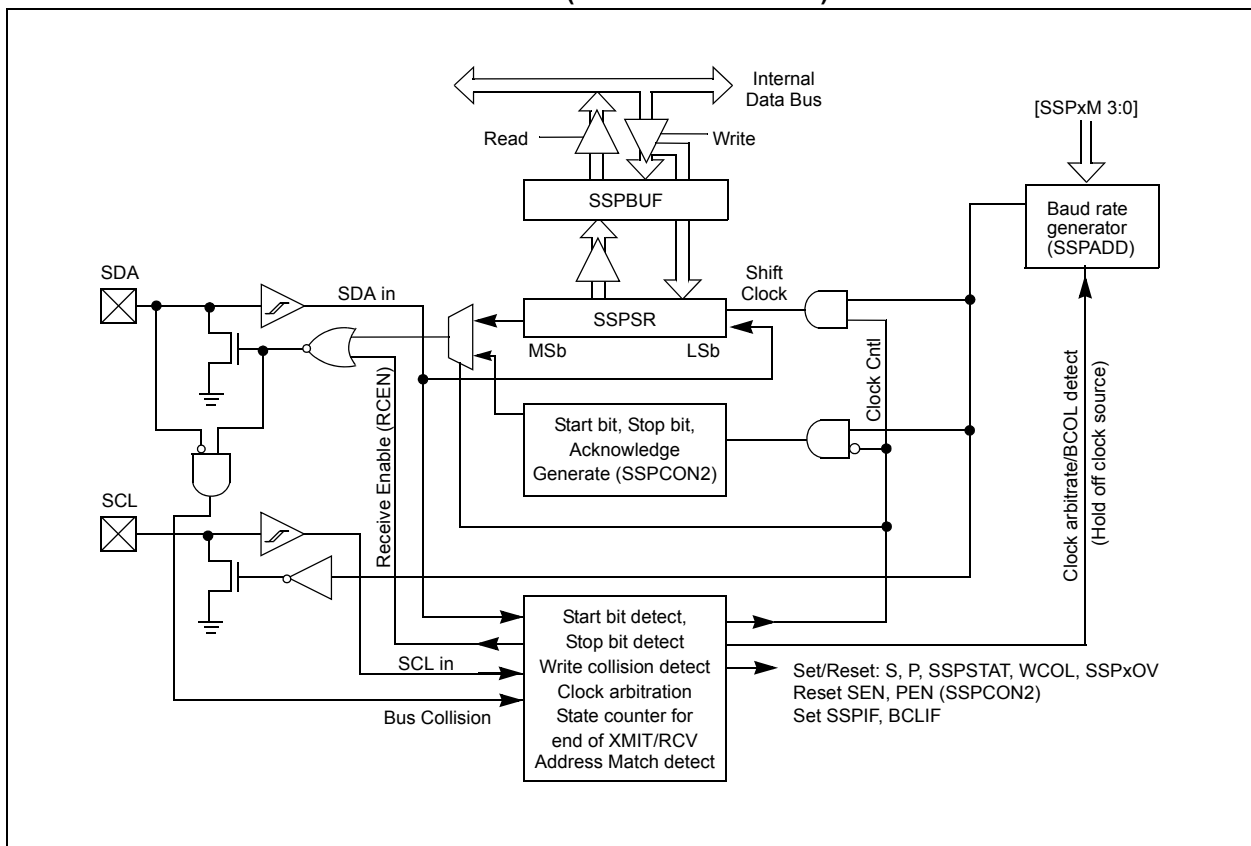 Internal
Data Bus
[SSPxM 3:0]
Read
Write
SSPBUF
Baud rate
generator
(SSPADD)
SDA
SDA in
Shift
Clock
SSPSR
MSb
LSb
Clock Cntl
Receive Enable (RCEN)
Start bit, Stop bit,
Acknowledge
Generate (SSPCON2)
Clock arbitrate/BCOL detect
(Hold off clock source)
SCL
SCL in
Bus Collision
Start bit detect,
Stop bit detect
Write collision detect
Clock arbitration
State counter for
end of XMIT/RCV
Address Match detect
Set/Reset: S, P, SSPSTAT, WCOL, SSPxOV
Reset SEN, PEN (SSPCON2)
Set SSPIF, BCLIF